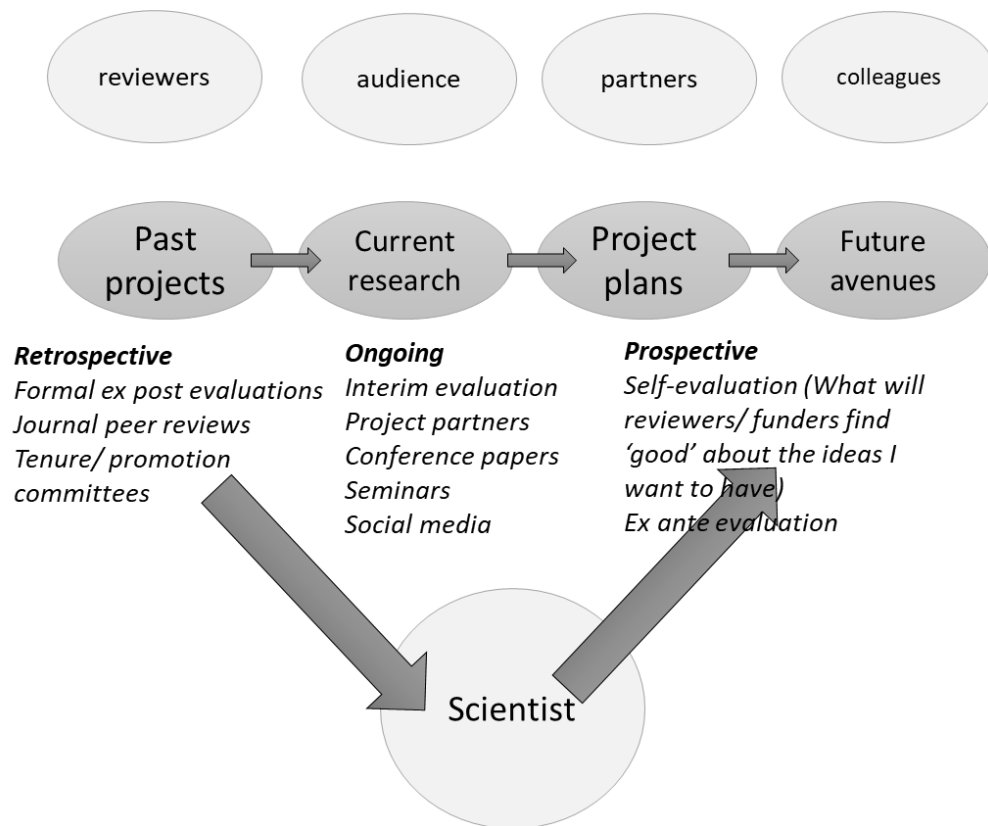 reviewers
audience
partners
colleagues
Past
projects
Current
research
Project
plans
Future
avenues
Retrospective
Formal ex post evaluations
Journal peer reviews
Tenure/ promotion
committees
Ongoing
Interim evaluation
Project partners
Conference papers
Seminars
Social media
Prospective
Self-evaluation (What will
reviewers/ funders find
‘good’ about the ideas I
want to have)
Ex ante evaluation
Scientist